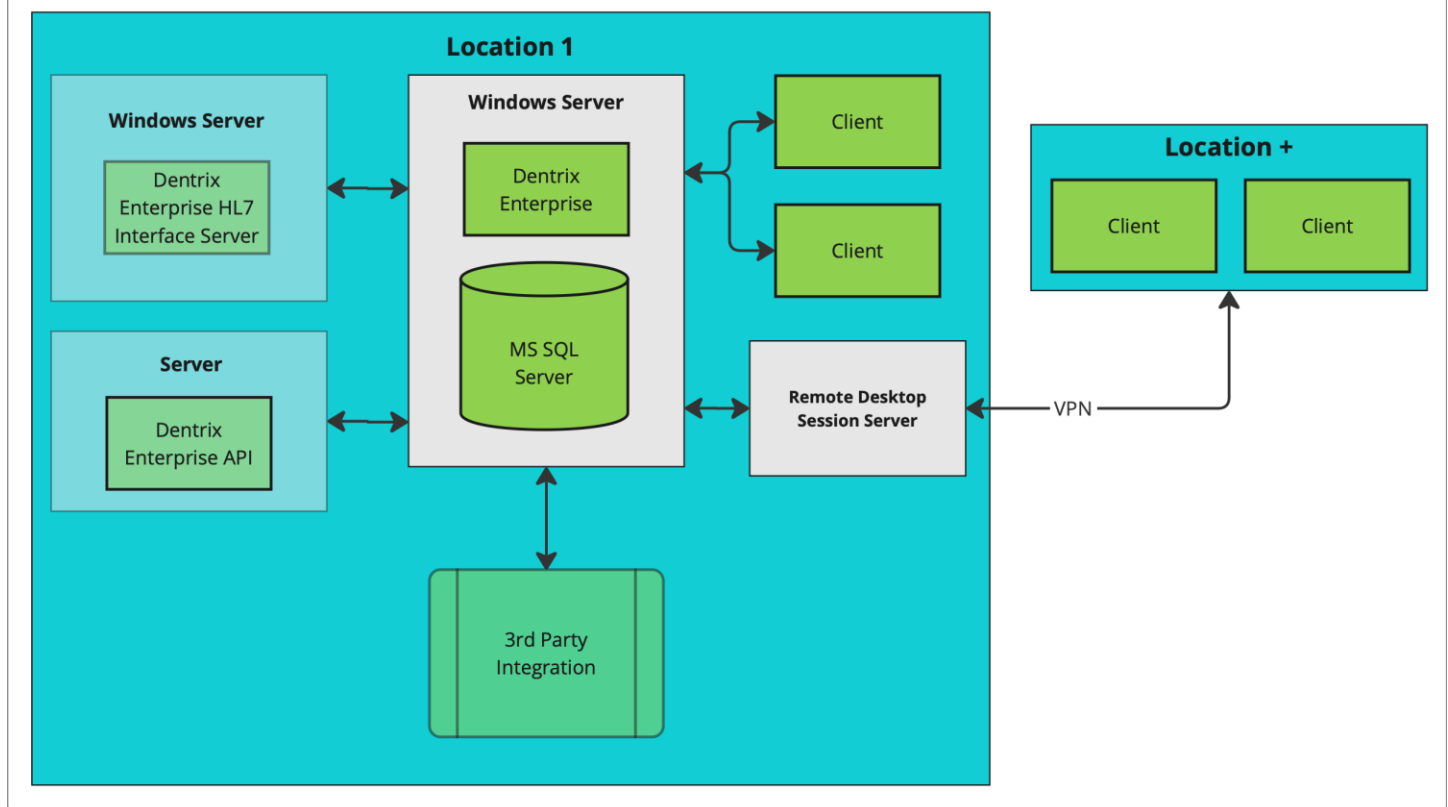 Location 1
Windows Server
Dentrix
Enterprise HL7
Interface Server
Server
Dentrix
Enterprise API
Windows Server
Dentrix
Enterprise
MS SQL
Server
Client
Client
Remote Desktop
Session Server
3rd Party
Integration
VPN
Location +
Client
Client